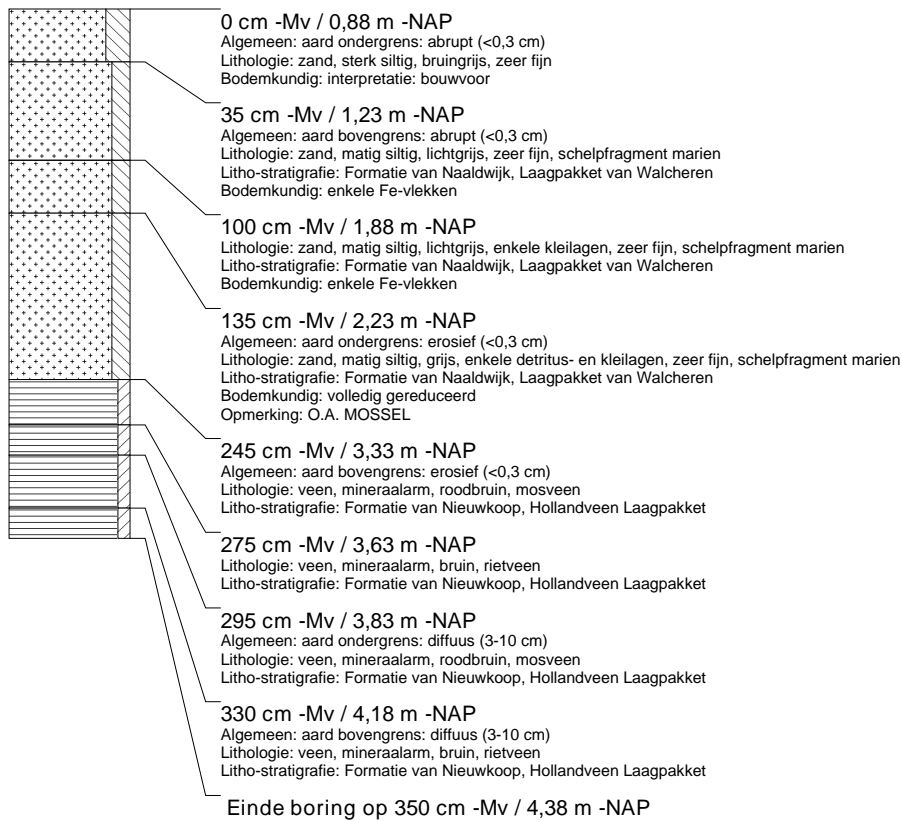 0 cm -Mv / 0,88 m -NAP
Algemeen: aard ondergrens: abrupt (<0,3 cm)
Lithologie: zand, sterk siltig, bruingrijs, zeer fijn
Bodemkundig: interpretatie: bouwvoor
35 cm -Mv / 1,23 m -NAP
Algemeen: aard bovengrens: abrupt (<0,3 cm)
Lithologie: zand, matig siltig, lichtgrijs, zeer fijn, schelpfragment marien
Litho-stratigrafie: Formatie van Naaldwijk, Laagpakket van Walcheren
Bodemkundig: enkele Fe-vlekken
100 cm -Mv / 1,88 m -NAP
Lithologie: zand, matig siltig, lichtgrijs, enkele kleilagen, zeer fijn, schelpfragment marien
Litho-stratigrafie: Formatie van Naaldwijk, Laagpakket van Walcheren
Bodemkundig: enkele Fe-vlekken
135 cm -Mv / 2,23 m -NAP
Algemeen: aard ondergrens: erosief (<0,3 cm)
Lithologie: zand, matig siltig, grijs, enkele detritus- en kleilagen, zeer fijn, schelpfragment marien
Litho-stratigrafie: Formatie van Naaldwijk, Laagpakket van Walcheren
Bodemkundig: volledig gereduceerd
Opmerking: O.A. MOSSEL
245 cm -Mv / 3,33 m -NAP
Algemeen: aard bovengrens: erosief (<0,3 cm)
Lithologie: veen, mineraalarm, roodbruin, mosveen
Litho-stratigrafie: Formatie van Nieuwkoop, Hollandveen Laagpakket
275 cm -Mv / 3,63 m -NAP
Lithologie: veen, mineraalarm, bruin, rietveen
Litho-stratigrafie: Formatie van Nieuwkoop, Hollandveen Laagpakket
295 cm -Mv / 3,83 m -NAP
Algemeen: aard ondergrens: diffuus (3-10 cm)
Lithologie: veen, mineraalarm, roodbruin, mosveen
Litho-stratigrafie: Formatie van Nieuwkoop, Hollandveen Laagpakket
330 cm -Mv / 4,18 m -NAP
Algemeen: aard bovengrens: diffuus (3-10 cm)
Lithologie: veen, mineraalarm, bruin, rietveen
Litho-stratigrafie: Formatie van Nieuwkoop, Hollandveen Laagpakket
Einde boring op 350 cm -Mv / 4,38 m -NAP